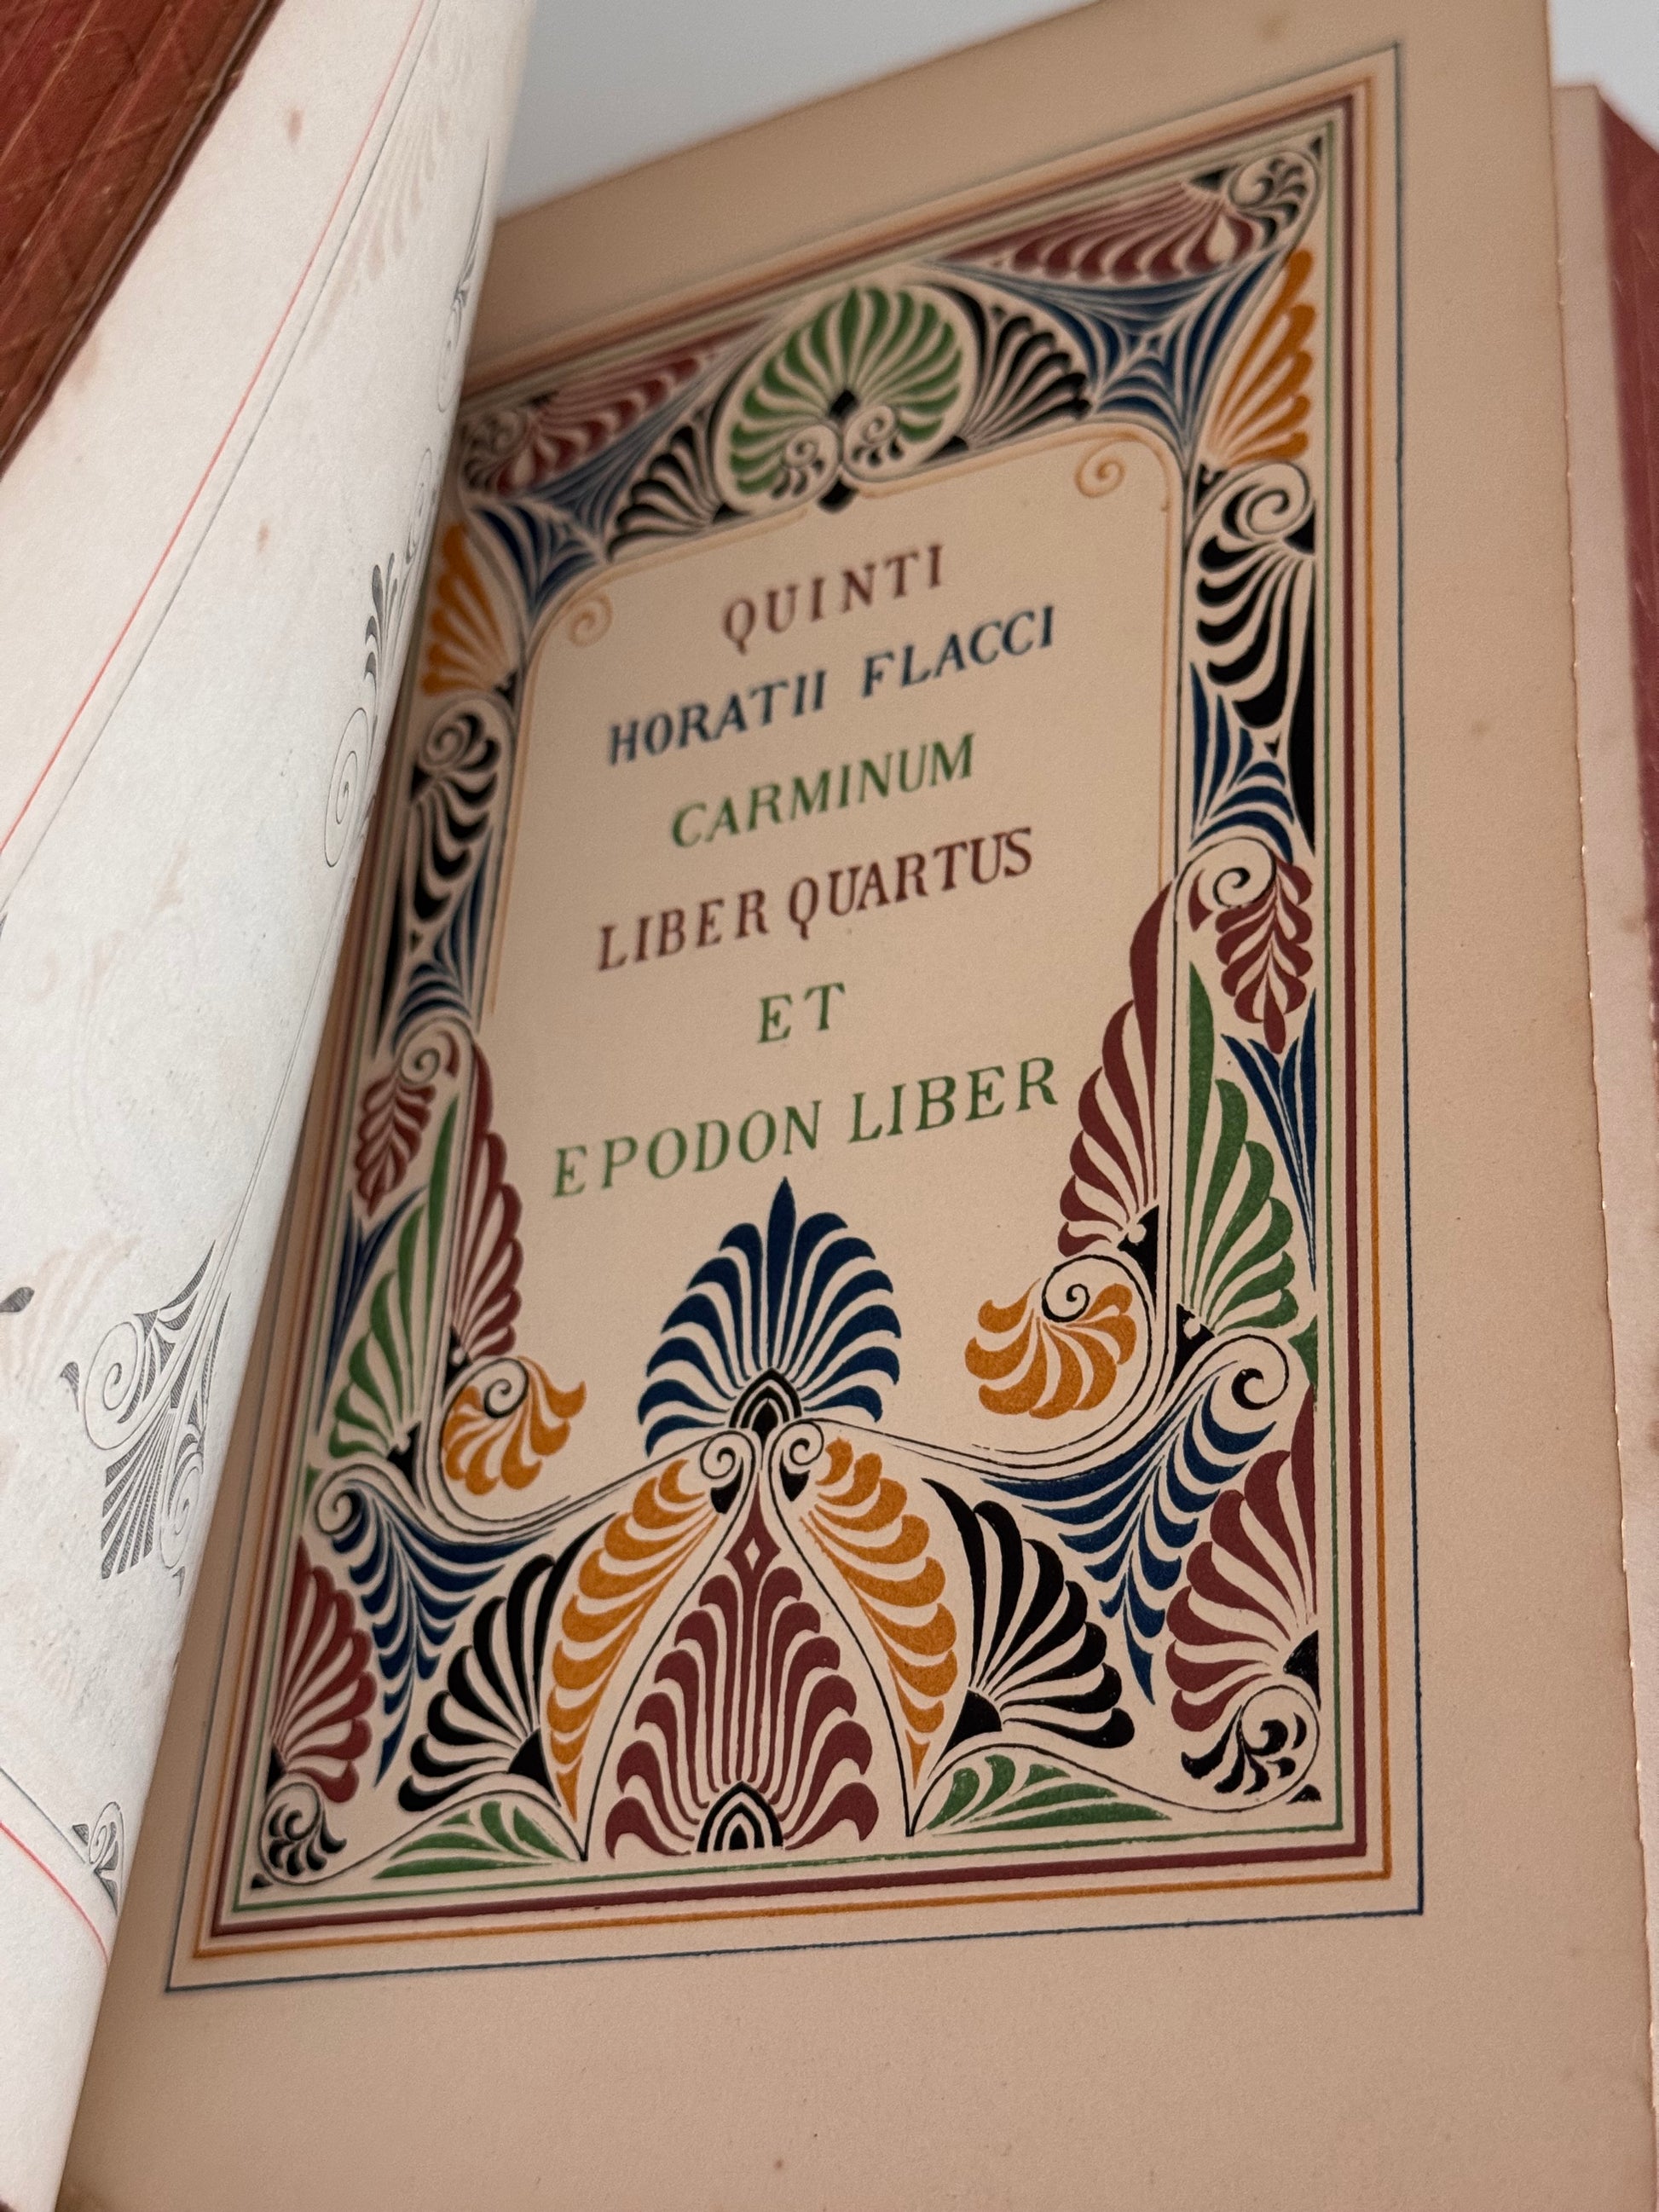 QUINTI
HORATII FLACCI
CARMINUM
LIBER QUARTUS
ET
EPODON LIBER